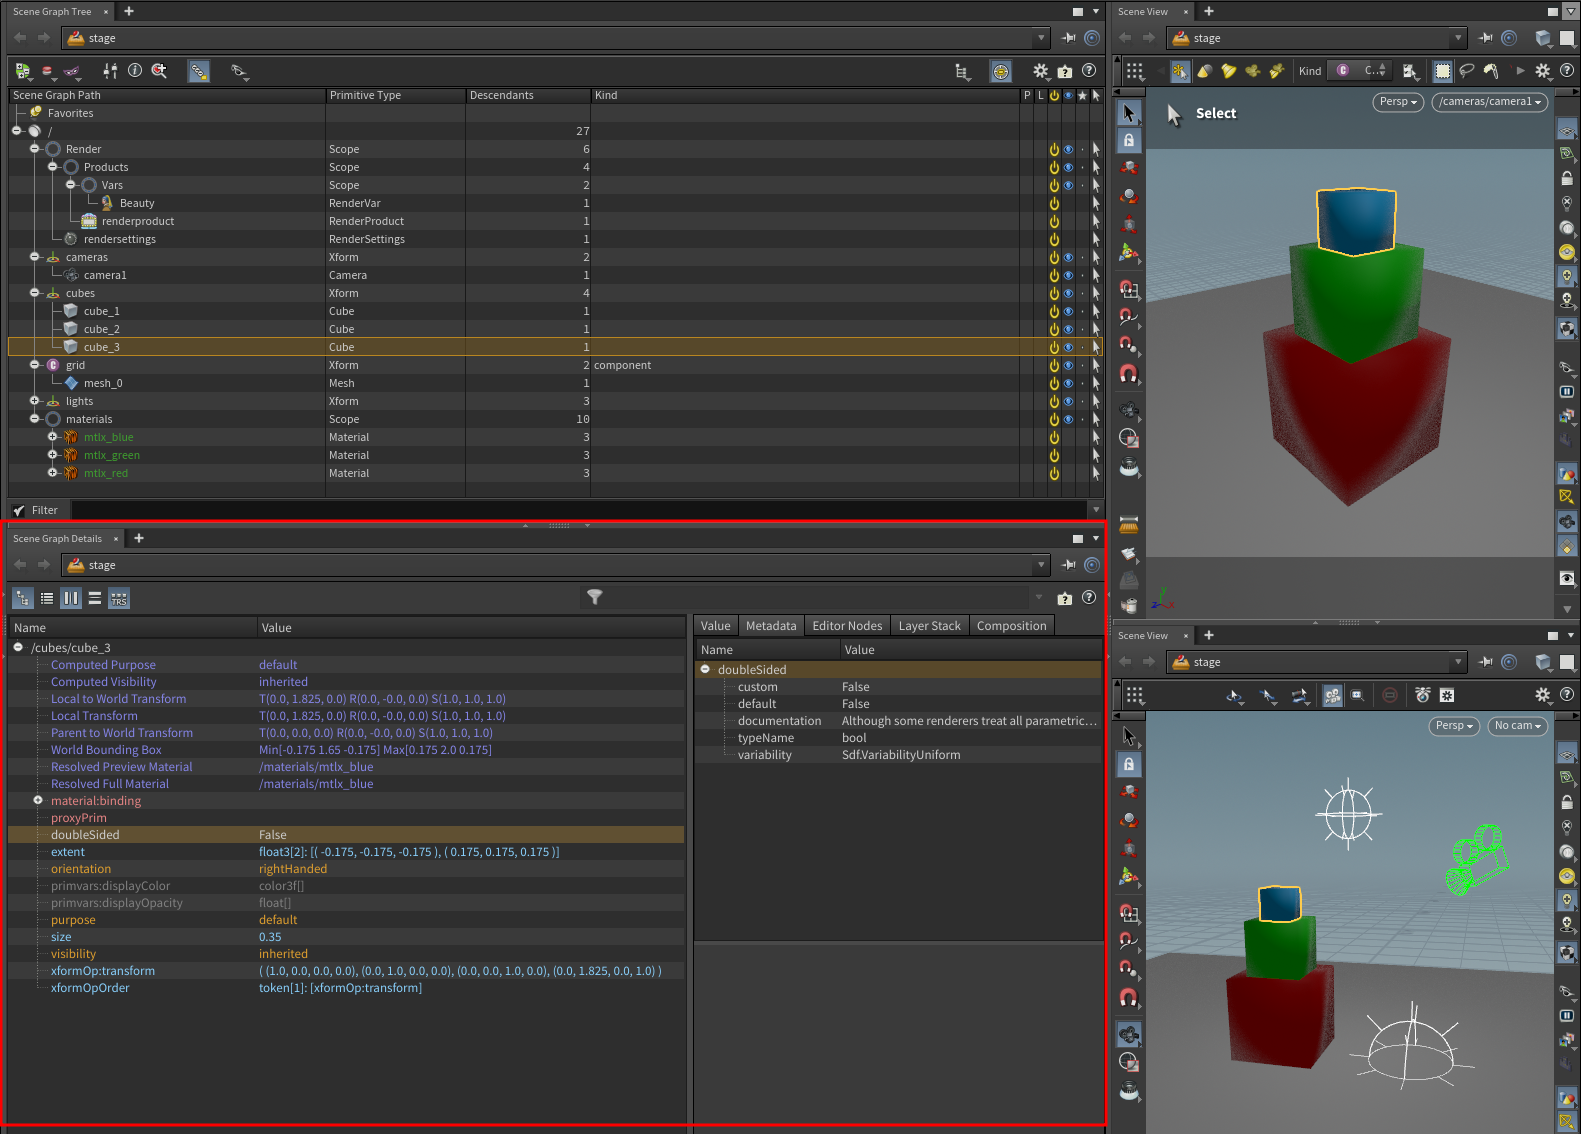 Scene Graph Tree
stage
Scene Graph Path Primitive Type Descendants Kind P L
Favorites
/ 27
Render Scope 6
Products Scope 4
Vars Scope 2
Beauty RenderVar 1
renderproduct RenderProduct 1
rendersettings RenderSettings 1
cameras Xform 2
camera1 Camera 1
cubes Xform 4
cube_1 Cube 1
cube_2 Cube 1
cube_3 Cube 1
grid Xform 2 component
mesh_0 Mesh 1
lights Xform 3
materials Scope 10
mtlx_blue Material 3
mtlx_green Material 3
mtlx_red Material 3
Filter
Scene Graph Details
stage
TRS
Name Value
/cubes/cube_3
Computed Purpose default
Computed Visibility inherited
Local to World Transform T(0.0, 1.825, 0.0) R(0.0, -0.0, 0.0) S(1.0, 1.0, 1.0)
Local Transform T(0.0, 1.825, 0.0) R(0.0, -0.0, 0.0) S(1.0, 1.0, 1.0)
Parent to World Transform T(0.0, 0.0, 0.0) R(0.0, -0.0, 0.0) S(1.0, 1.0, 1.0)
World Bounding Box Min[-0.175 1.65 -0.175] Max[0.175 2.0 0.175]
Resolved Preview Material /materials/mtlx_blue
Resolved Full Material /materials/mtlx_blue
material:binding
proxyPrim
doubleSided False
extent float3[2]: [( -0.175, -0.175, -0.175 ), ( 0.175, 0.175, 0.175 )]
orientation rightHanded
primvars:displayColor color3f[]
primvars:displayOpacity float[]
purpose default
size 0.35
visibility inherited
xformOp:transform ( (1.0, 0.0, 0.0, 0.0), (0.0, 1.0, 0.0, 0.0), (0.0, 0.0, 1.0, 0.0), (0.0, 1.825, 0.0, 1.0) )
xformOpOrder token[1]: [xformOp:transform]
Value Metadata Editor Nodes Layer Stack Composition
Name Value
doubleSided
custom False
default False
documentation Although some renderers treat all parametric...
typeName bool
variability Sdf.VariabilityUniform
Scene View
stage
Kind C C...
Select
Persp /cameras/camera1
y
z x
Scene View
stage
Persp No cam